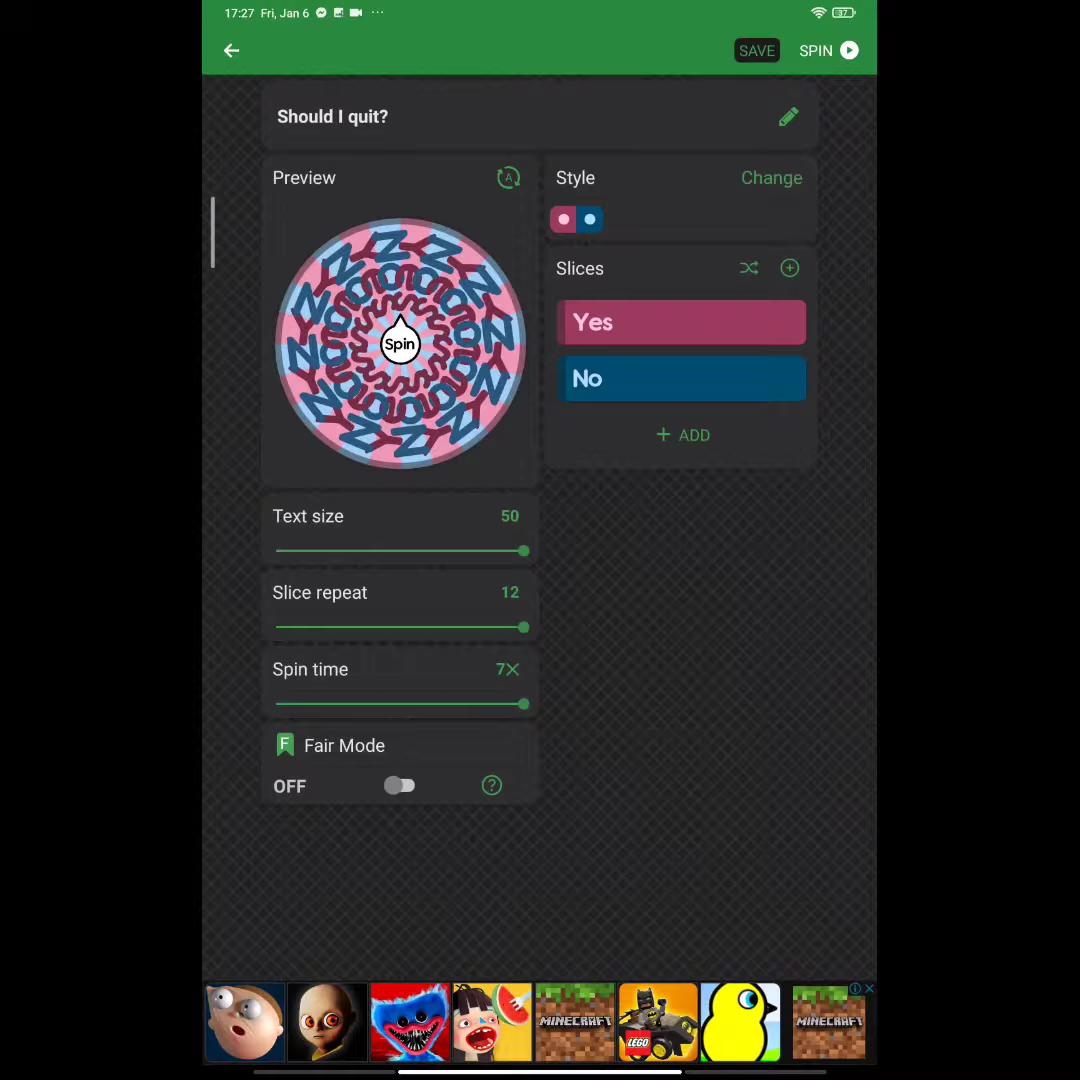 17:27 Fri, Jan 6 ··· 37
SAVE SPIN
Should I quit?
Preview
A
Spin
Style Change
Slices
Yes
No
+ ADD
Text size 50
Slice repeat 12
Spin time 7X
F Fair Mode
OFF ?
MINECRAFT
LEGO
MINECRAFT